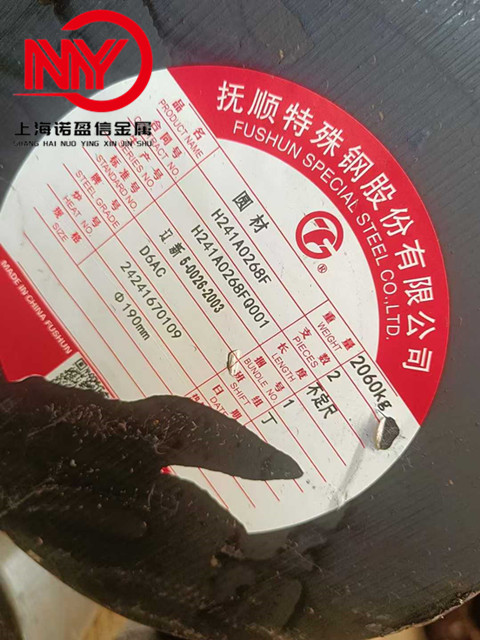 NY
上海诺盈信金属
SHANG HAI NUO YING XIN JIN SHU
抚顺特殊钢股份有限公司
FUSHUN SPECIAL STEEL CO.,LTD.
®
品名 圆材
PRODUCT NAME
合同号 H241A0268F
CONTRACT NO.
生产号 H241A0268F0001
SERIES NO.
标准号 辽新 5-0026-2003
STANDARD NO.
牌号 D6AC
STEEL GRADE
炉号 24241670109
HEAT NO.
规格 Φ190mm
SIZE
重量 2060kg
WEIGHT
支数 2
PIECES
长度 不定尺
LENGTH
捆号 1
BUNDLE NO.
班组 丁
SHIFT
日期
DATE
MADE IN CHINA FUSHUN